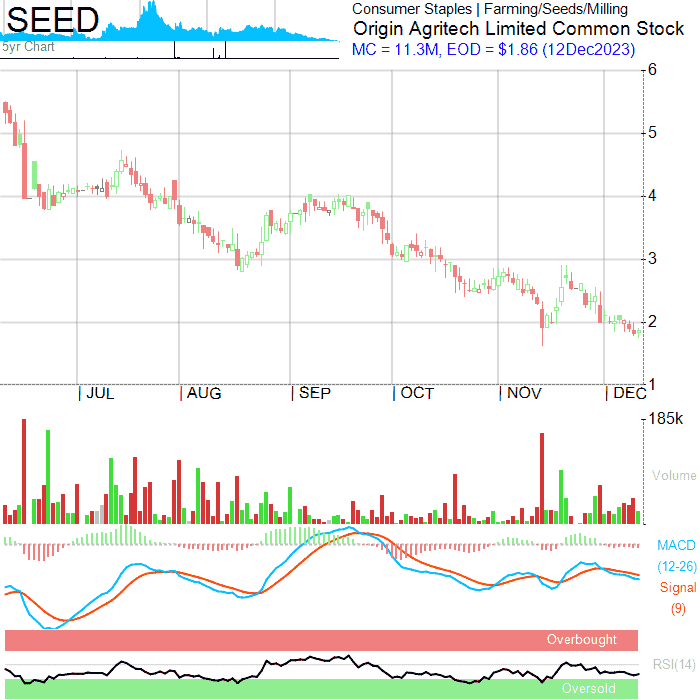 SEED
5yr Chart
Consumer Staples | Farming/Seeds/Milling
Origin Agritech Limited Common Stock
MC = 11.3M, EOD = $1.86 (12Dec2023)
6
5
4
3
2
1
| JUL | AUG | SEP | OCT | NOV | DEC
185k
Volume
MACD
(12-26)
Signal
(9)
Overbought
RSI(14)
Oversold